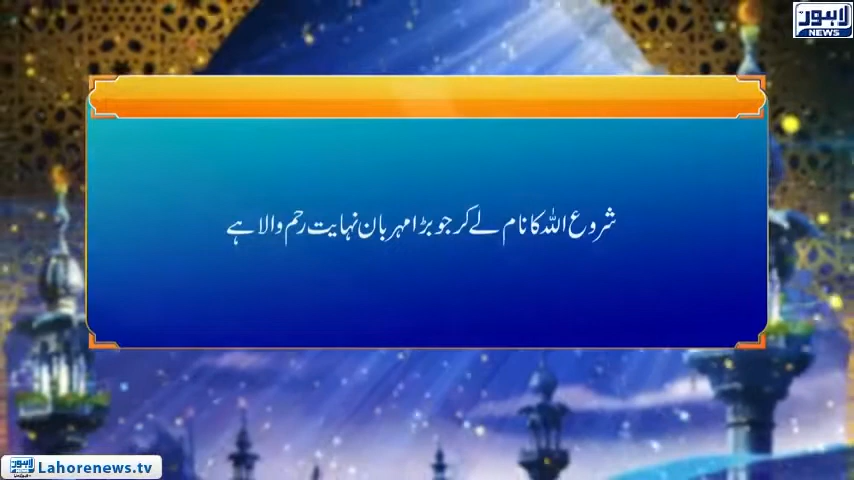 لاہور
NEWS
شروع اللہ کا نام لے کر جو بڑا مہربان نہایت رحم والا ہے
لاہور
Lahorenews.tv